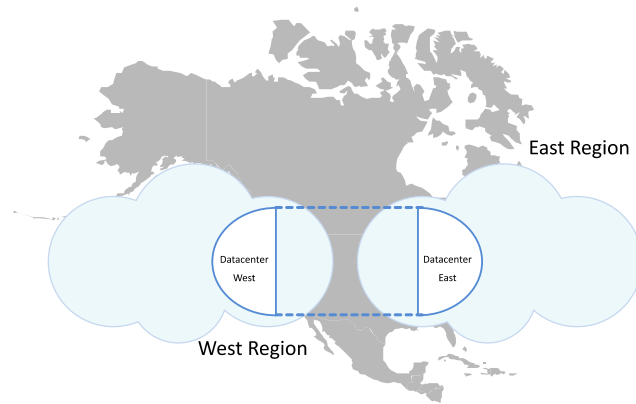 East Region
Datacenter
West
Datacenter
East
West Region